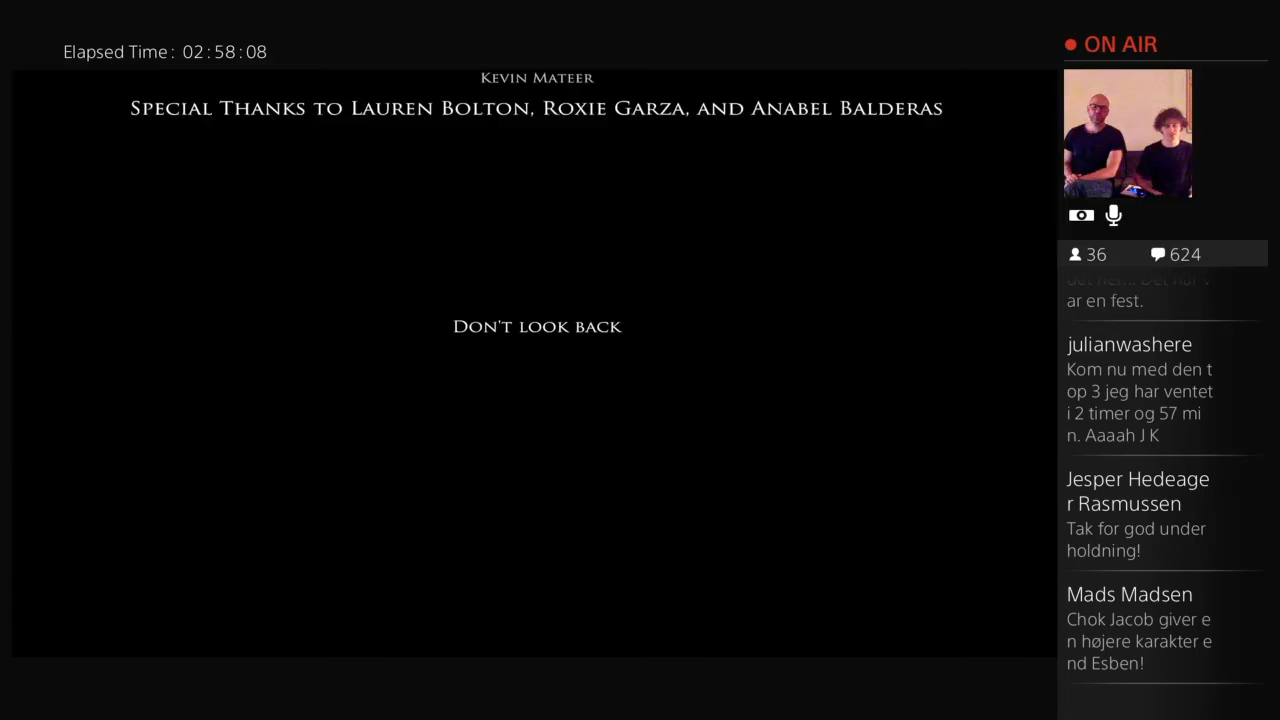 Elapsed Time: 02:58:08
ON AIR
KEVIN MATEER
SPECIAL THANKS TO LAUREN BOLTON, ROXIE GARZA, AND ANABEL BALDERAS
DON'T LOOK BACK
36 624
ar en fest.
julianwashere
Kom nu med den t
op 3 jeg har ventet
i 2 timer og 57 mi
n. Aaaah J K
Jesper Hedeage
r Rasmussen
Tak for god under
holdning!
Mads Madsen
Chok Jacob giver e
n højere karakter e
nd Esben!